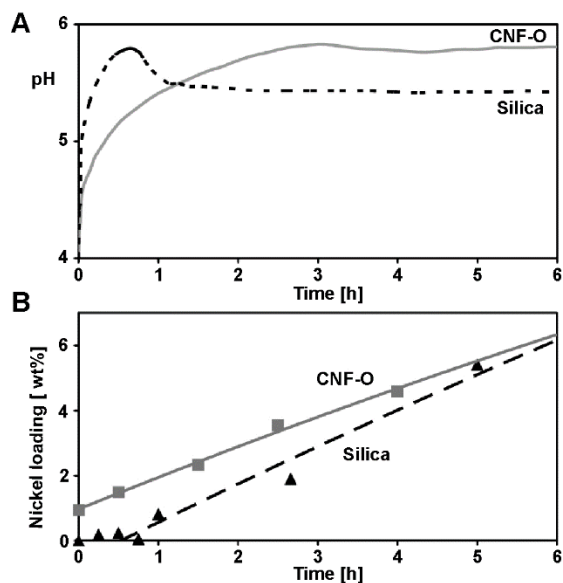 A
6
CNF-O
pH
5
Silica
4
0 1 2 3 4 5 6
Time [h]
B
6
CNF-O
4
Silica
2
0
Nickel loading [ wt%]
0 1 2 3 4 5 6
Time [h]